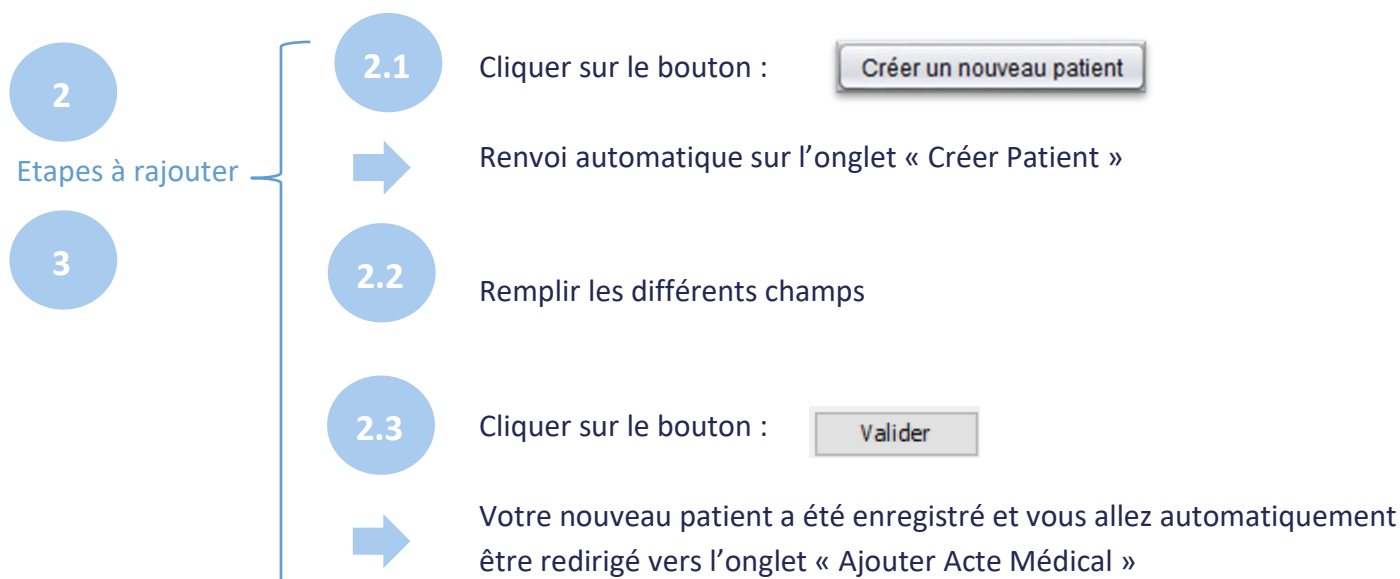 2
Etapes à rajouter
3
2.1
Cliquer sur le bouton :
Créer un nouveau patient
Renvoi automatique sur l’onglet « Créer Patient »
2.2
Remplir les différents champs
2.3
Cliquer sur le bouton :
Valider
Votre nouveau patient a été enregistré et vous allez automatiquement
être redirigé vers l’onglet « Ajouter Acte Médical »